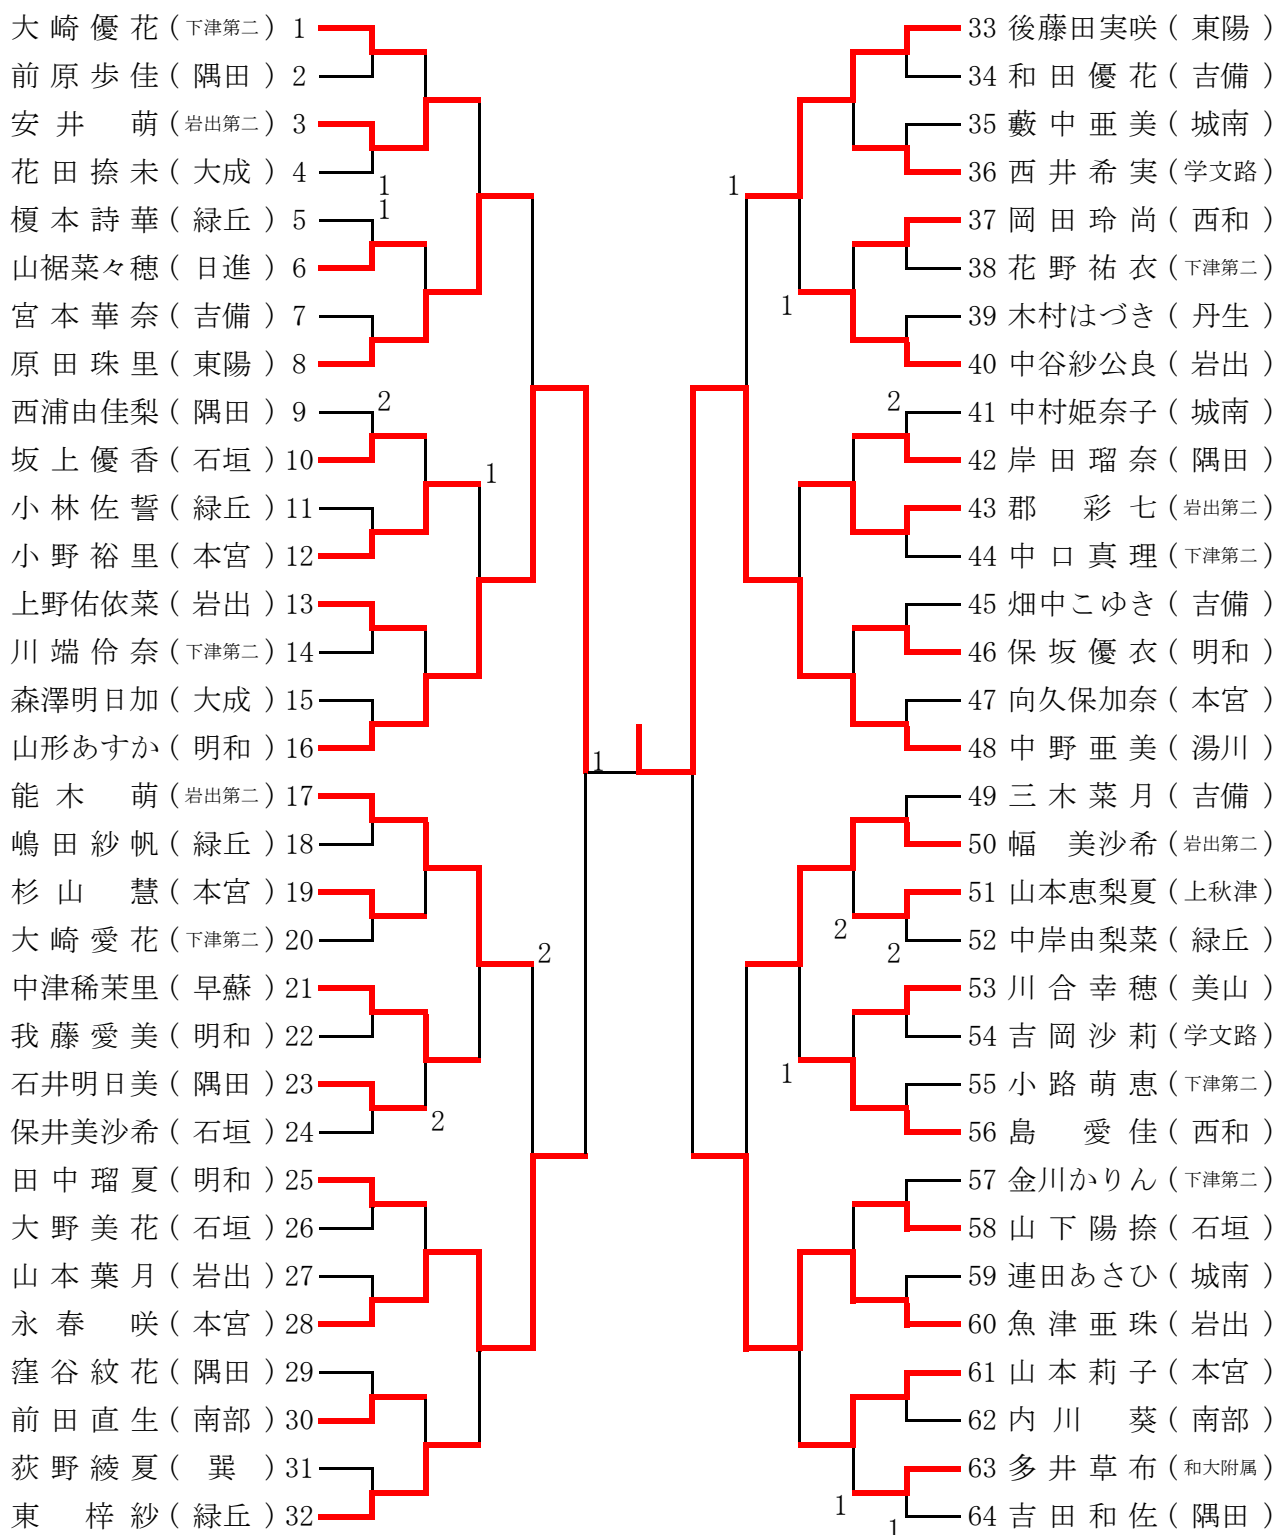 大崎優花(下津第二) 1
前原歩佳(隅田) 2
安井 萌(岩出第二) 3
花田捺未(大成) 4
1
1
榎本詩華(緑丘) 5
山裾菜々穂(日進) 6
宮本華奈(吉備) 7
原田珠里(東陽) 8
西浦由佳梨(隅田) 9
2
坂上優香(石垣) 10
1
小林佐誓(緑丘) 11
小野裕里(本宮) 12
上野佑依菜(岩出) 13
川端伶奈(下津第二) 14
森澤明日加(大成) 15
山形あすか(明和) 16
1
能木 萌(岩出第二) 17
嶋田紗帆(緑丘) 18
杉山 慧(本宮) 19
大崎愛花(下津第二) 20
2
中津稀茉里(早蘇) 21
我藤愛美(明和) 22
石井明日美(隅田) 23
保井美沙希(石垣) 24
2
田中瑠夏(明和) 25
大野美花(石垣) 26
山本葉月(岩出) 27
永春 咲(本宮) 28
窪谷紋花(隅田) 29
前田直生(南部) 30
荻野綾夏(巽) 31
東 梓紗(緑丘) 32
33 後藤田実咲(東陽)
34 和田優花(吉備)
35 藪中亜美(城南)
36 西井希実(学文路)
1
37 岡田玲尚(西和)
38 花野祐衣(下津第二)
1
39 木村はづき(丹生)
40 中谷紗公良(岩出)
2
41 中村姫奈子(城南)
42 岸田瑠奈(隅田)
43 郡 彩七(岩出第二)
44 中口真理(下津第二)
45 畑中こゆき(吉備)
46 保坂優衣(明和)
47 向久保加奈(本宮)
48 中野亜美(湯川)
49 三木菜月(吉備)
50 幅 美沙希(岩出第二)
51 山本恵梨夏(上秋津)
2
52 中岸由梨菜(緑丘)
2
53 川合幸穂(美山)
54 吉岡沙莉(学文路)
1
55 小路萌恵(下津第二)
56 島 愛佳(西和)
57 金川かりん(下津第二)
58 山下陽捺(石垣)
59 連田あさひ(城南)
60 魚津亜珠(岩出)
61 山本莉子(本宮)
62 内川 葵(南部)
63 多井草布(和大附属)
1
64 吉田和佐(隅田)
1